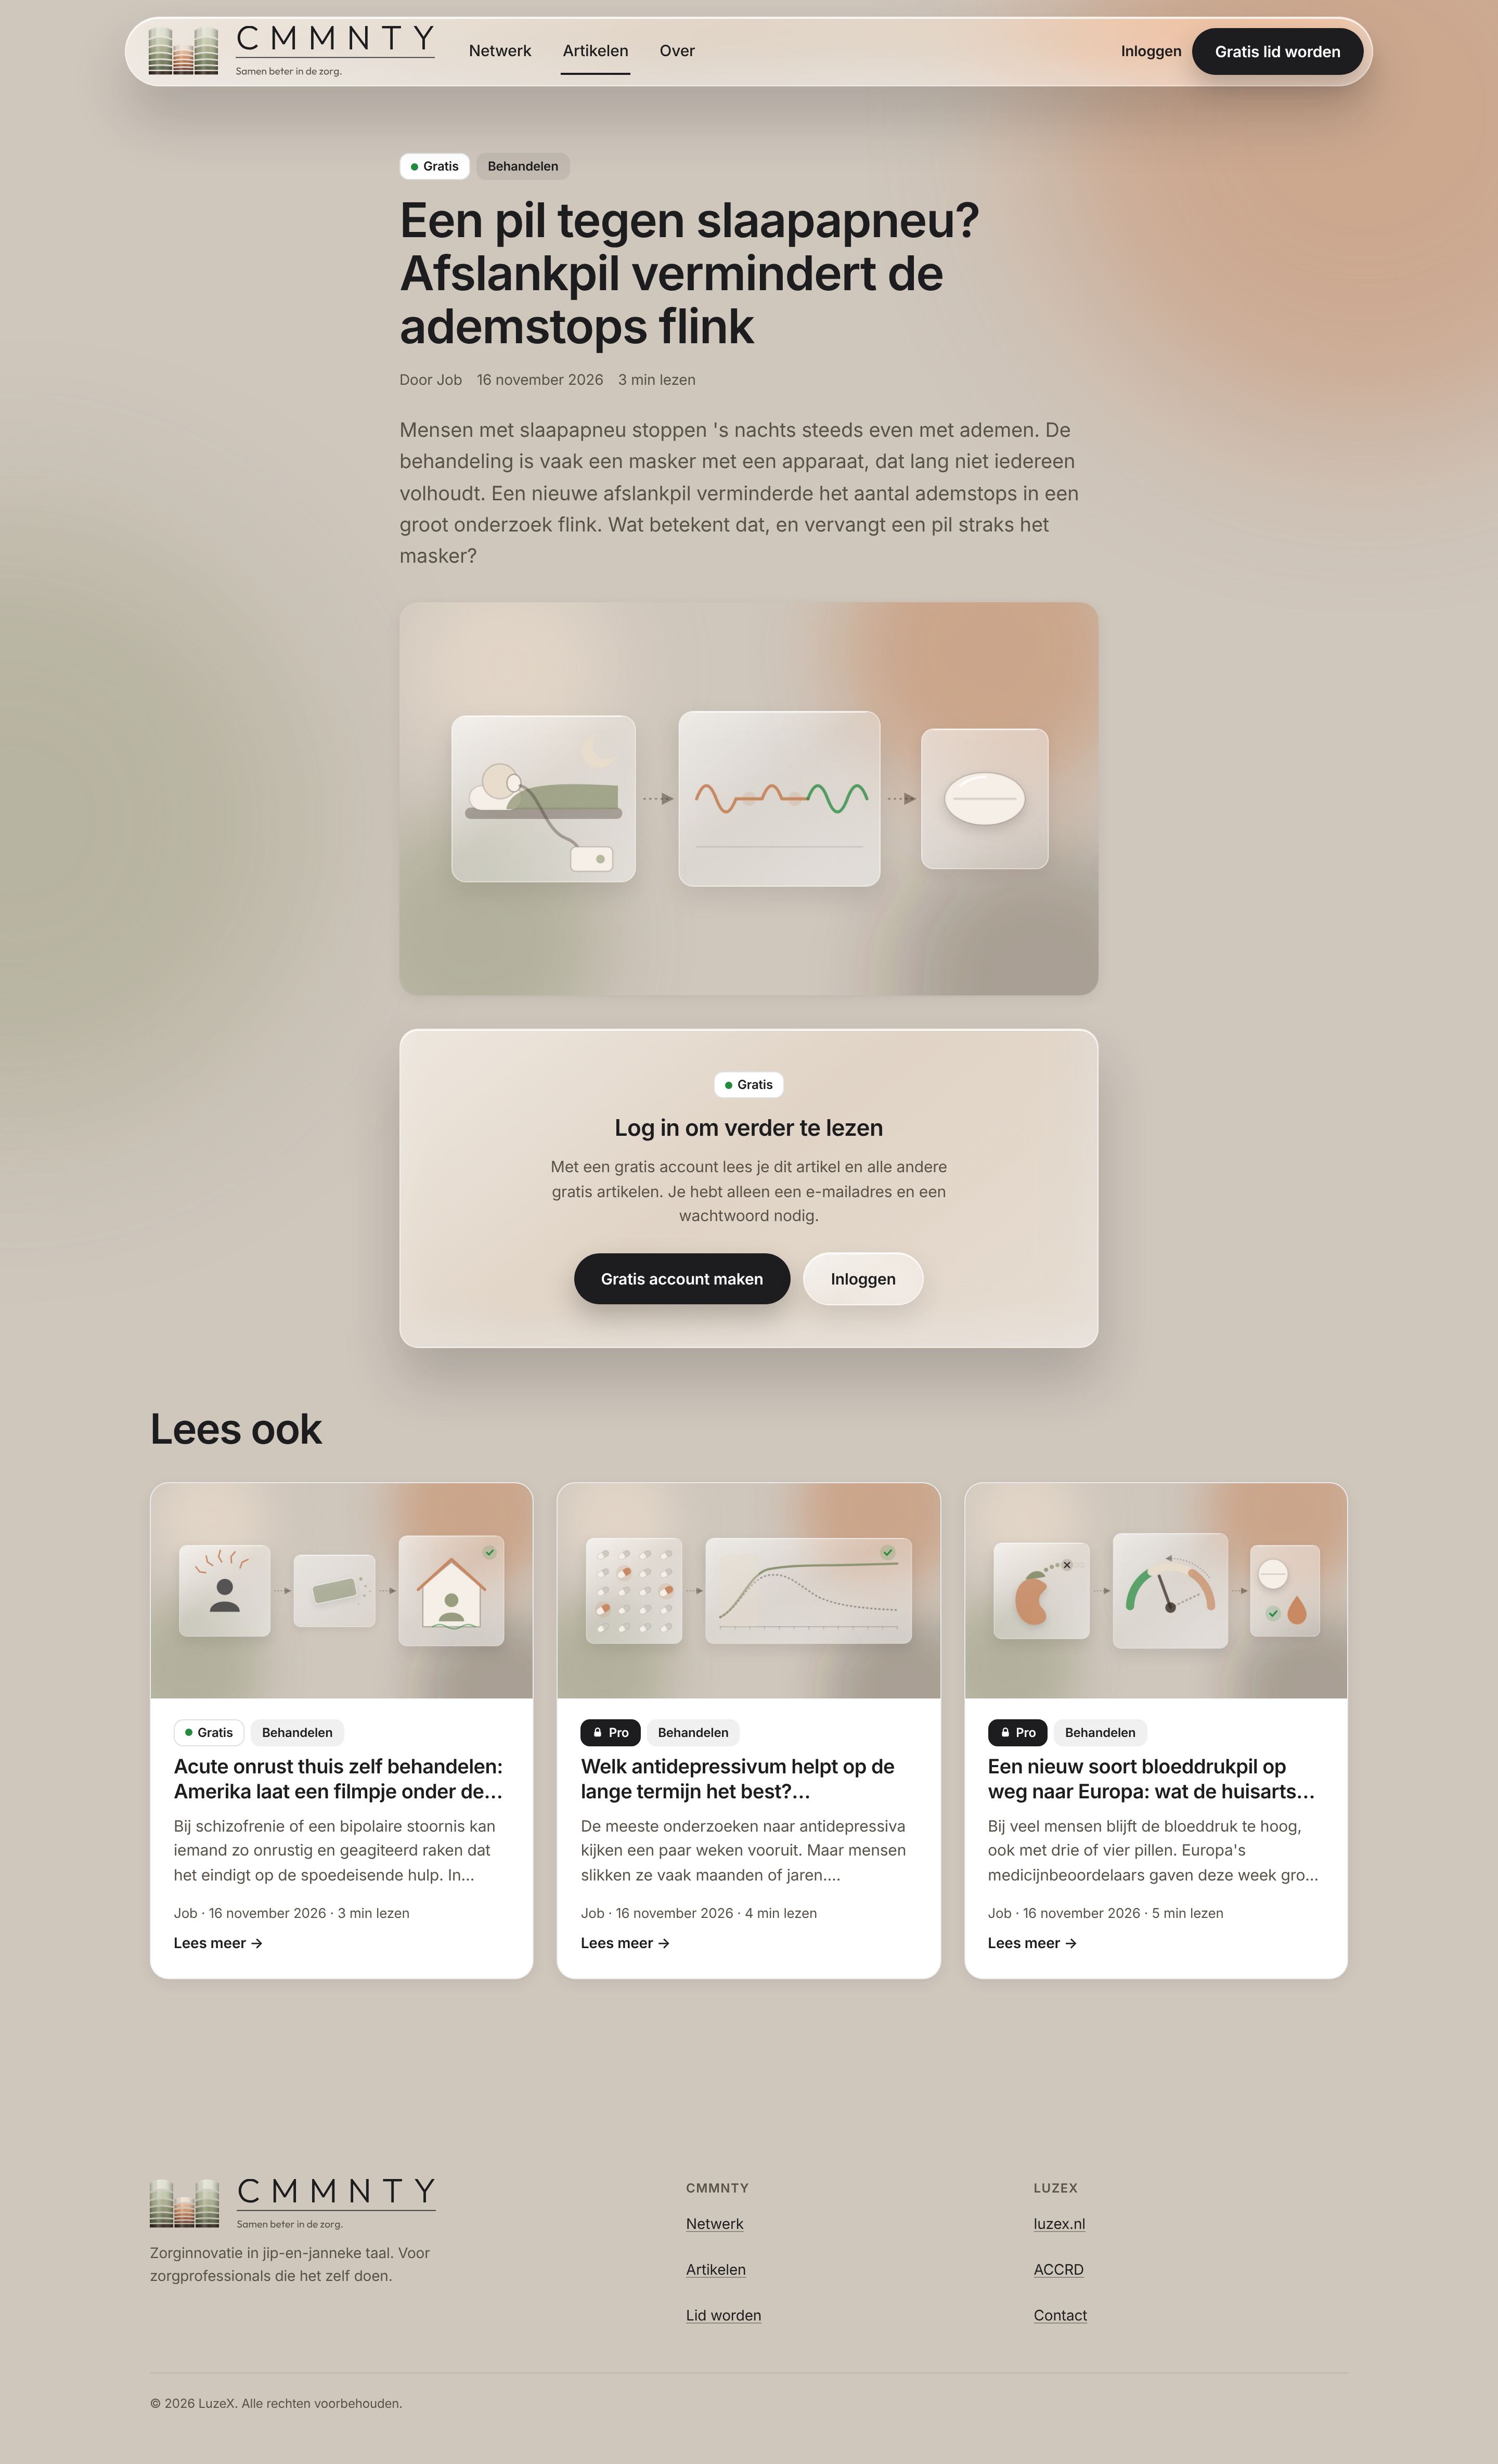 CMMNTY
Samen beter in de zorg.
Netwerk
Artikelen
Over
Inloggen
Gratis lid worden
Gratis
Behandelen
Een pil tegen slaapapneu?
Afslankpil vermindert de
ademstops flink
Door Job 16 november 2026 3 min lezen
Mensen met slaapapneu stoppen 's nachts steeds even met ademen. De
behandeling is vaak een masker met een apparaat, dat lang niet iedereen
volhoudt. Een nieuwe afslankpil verminderde het aantal ademstops in een
groot onderzoek flink. Wat betekent dat, en vervangt een pil straks het
masker?
Gratis
Log in om verder te lezen
Met een gratis account lees je dit artikel en alle andere
gratis artikelen. Je hebt alleen een e-mailadres en een
wachtwoord nodig.
Gratis account maken
Inloggen
Lees ook
Gratis
Behandelen
Acute onrust thuis zelf behandelen:
Amerika laat een filmpje onder de...
Bij schizofrenie of een bipolaire stoornis kan
iemand zo onrustig en geagiteerd raken dat
het eindigt op de spoedeisende hulp. In...
Job · 16 november 2026 · 3 min lezen
Lees meer →
Pro
Behandelen
Welk antidepressivum helpt op de
lange termijn het best?...
De meeste onderzoeken naar antidepressiva
kijken een paar weken vooruit. Maar mensen
slikken ze vaak maanden of jaren....
Job · 16 november 2026 · 4 min lezen
Lees meer →
Pro
Behandelen
Een nieuw soort bloeddrukpil op
weg naar Europa: wat de huisarts...
Bij veel mensen blijft de bloeddruk te hoog,
ook met drie of vier pillen. Europa's
medicijnbeoordelaars gaven deze week gro...
Job · 16 november 2026 · 5 min lezen
Lees meer →
CMMNTY
Samen beter in de zorg.
Zorginnovatie in jip-en-janneke taal. Voor
zorgprofessionals die het zelf doen.
CMMNTY
Netwerk
Artikelen
Lid worden
LUZEX
luzex.nl
ACCRD
Contact
© 2026 LuzeX. Alle rechten voorbehouden.